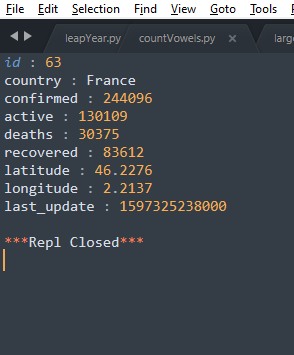 Edit Selection Find View Goto Tools
leapYear.py countVowels.py × larg
id : 63
country : France
confirmed : 244096
active : 130109
deaths : 30375
recovered : 83612
latitude : 46.2276
longitude : 2.2137
last_update : 1597325238000
***Repl Closed***